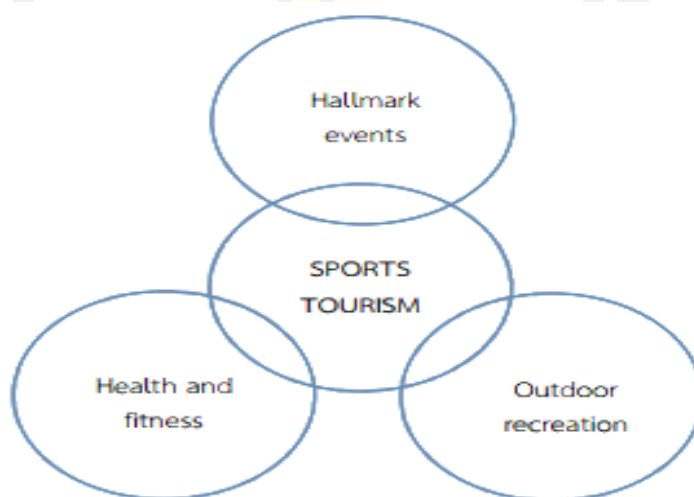 Hallmark
events
SPORTS
TOURISM
Health and
fitness
Outdoor
recreation